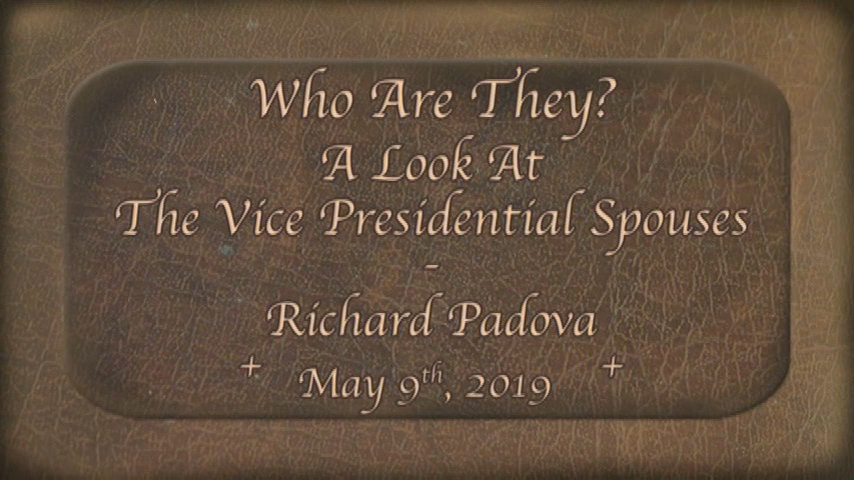 Who Are They?
A Look At
The Vice Presidential Spouses
-
Richard Padova
+ May 9th, 2019 +